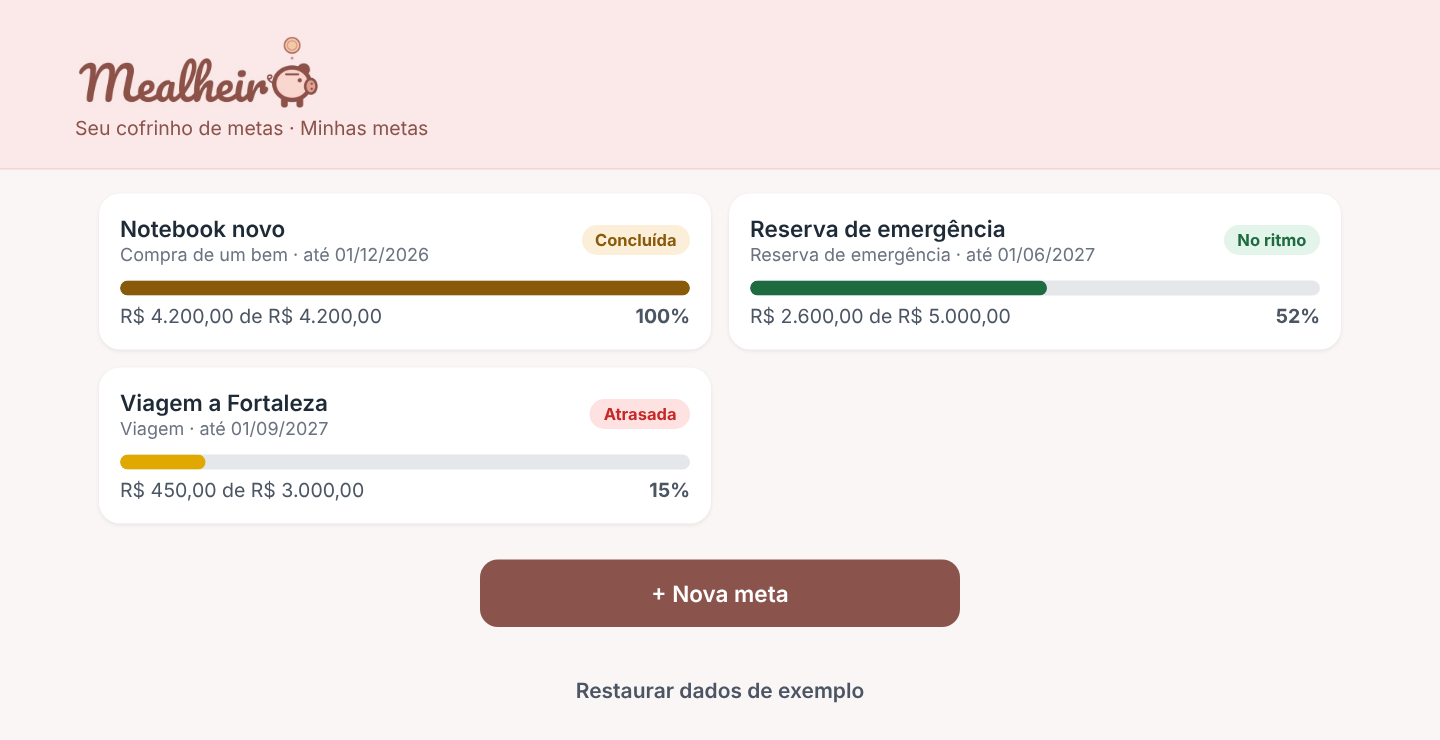 Mealheiro
Seu cofrinho de metas · Minhas metas
Notebook novo
Compra de um bem · até 01/12/2026
Concluída
R$ 4.200,00 de R$ 4.200,00
100%
Reserva de emergência
Reserva de emergência · até 01/06/2027
No ritmo
R$ 2.600,00 de R$ 5.000,00
52%
Viagem a Fortaleza
Viagem · até 01/09/2027
Atrasada
R$ 450,00 de R$ 3.000,00
15%
+ Nova meta
Restaurar dados de exemplo